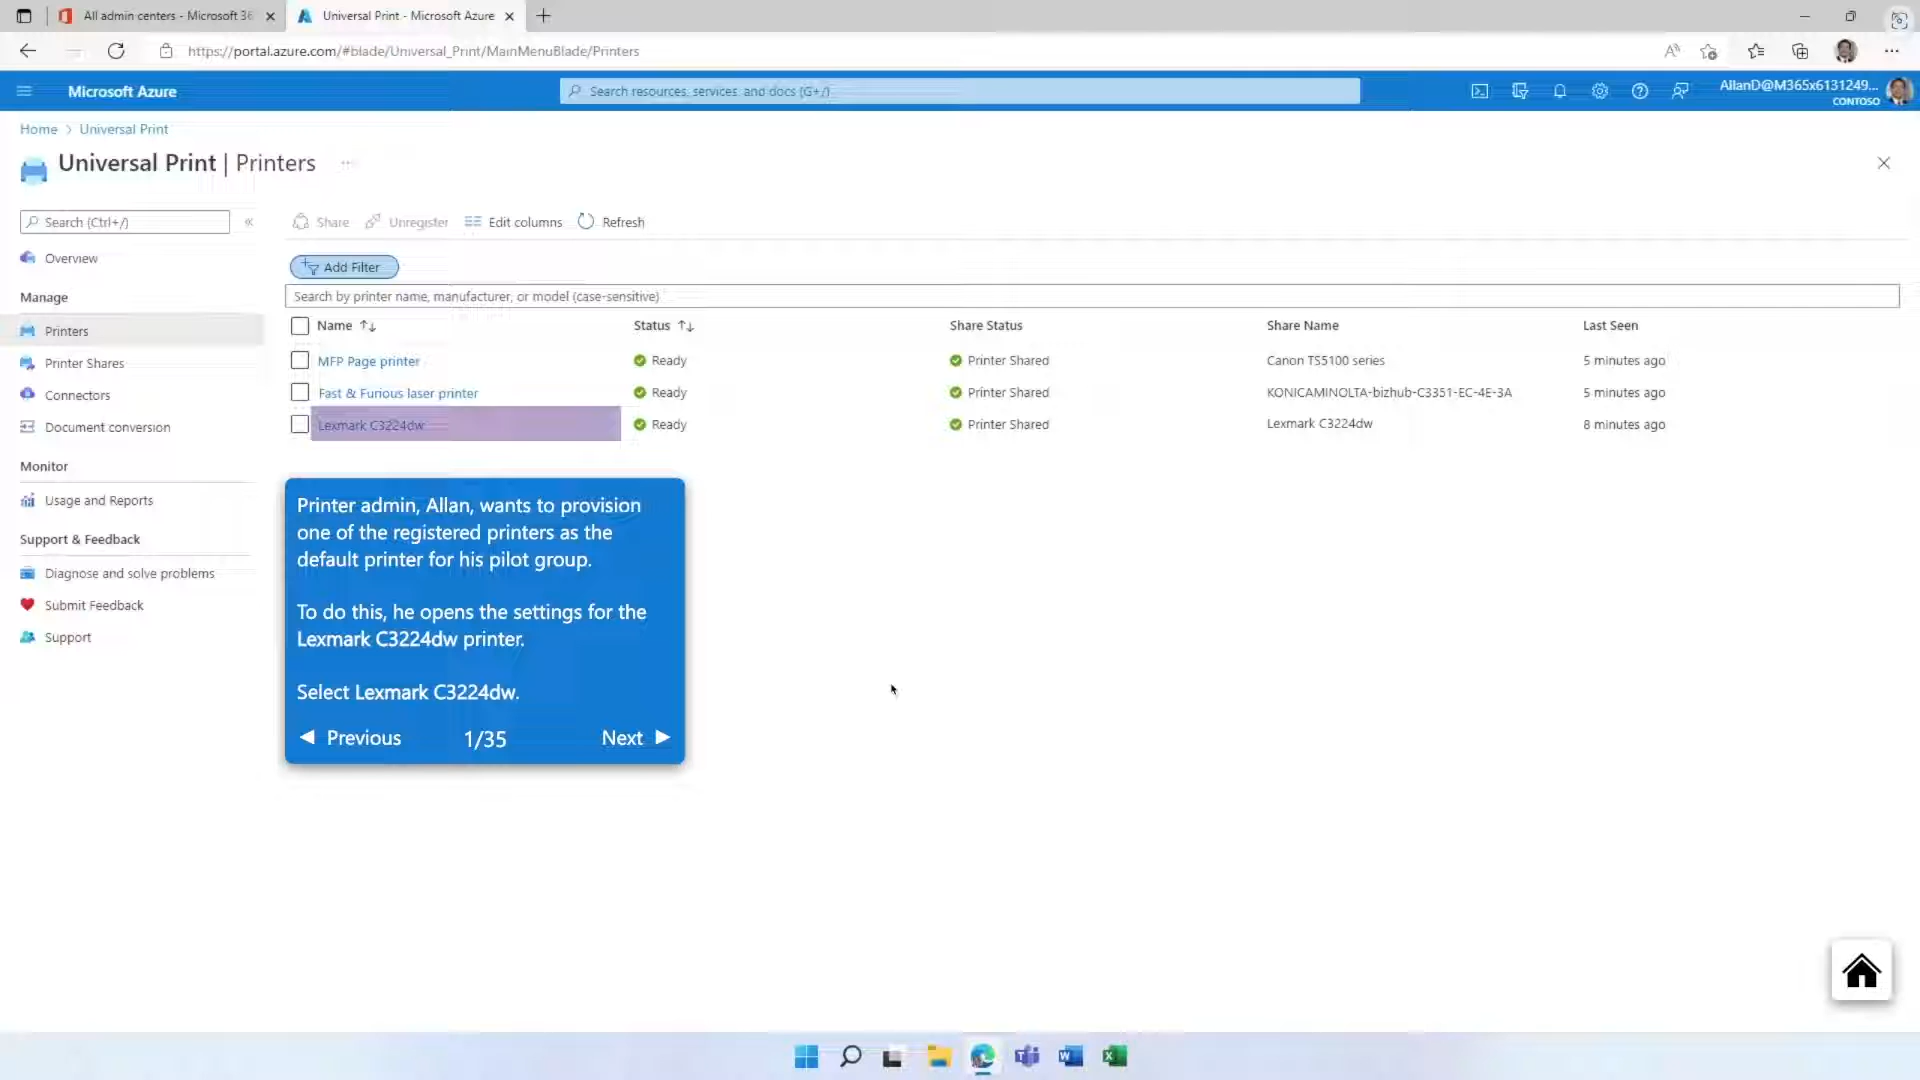 All admin centers - Microsoft 36
Universal Print - Microsoft Azure
https://portal.azure.com/#blade/Universal_Print/MainMenuBlade/Printers
Microsoft Azure
Search resources, services, and docs (G+/)
AllanD@M365x6131249...
CONTOSO
Home > Universal Print
Universal Print | Printers ...
Search (Ctrl+/)
«
Overview
Manage
Printers
Printer Shares
Connectors
Document conversion
Monitor
Usage and Reports
Support & Feedback
Diagnose and solve problems
Submit Feedback
Support
Share Unregister Edit columns Refresh
Add Filter
Search by printer name, manufacturer, or model (case-sensitive)
Name ↑↓ Status ↑↓ Share Status Share Name Last Seen
MFP Page printer Ready Printer Shared Canon TS5100 series 5 minutes ago
Fast & Furious laser printer Ready Printer Shared KONICAMINOLTA-bizhub-C3351-EC-4E-3A 5 minutes ago
Lexmark C3224dw Ready Printer Shared Lexmark C3224dw 8 minutes ago
Printer admin, Allan, wants to provision
one of the registered printers as the
default printer for his pilot group.
To do this, he opens the settings for the
Lexmark C3224dw printer.
Select Lexmark C3224dw.
◀ Previous 1/35 Next ▶